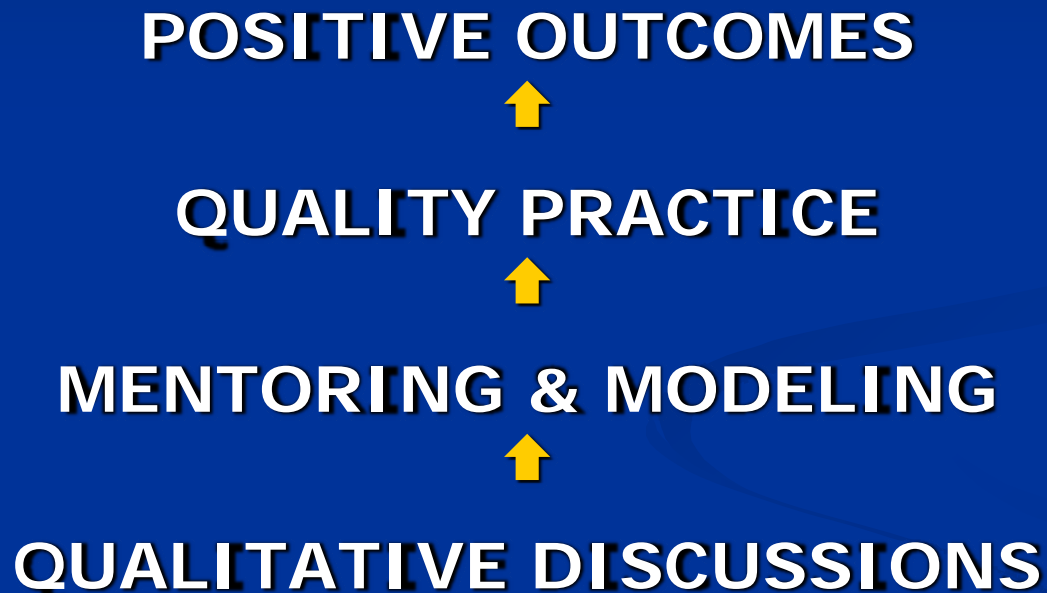 POSITIVE OUTCOMES
QUALITY PRACTICE
MENTORING & MODELING
QUALITATIVE DISCUSSIONS